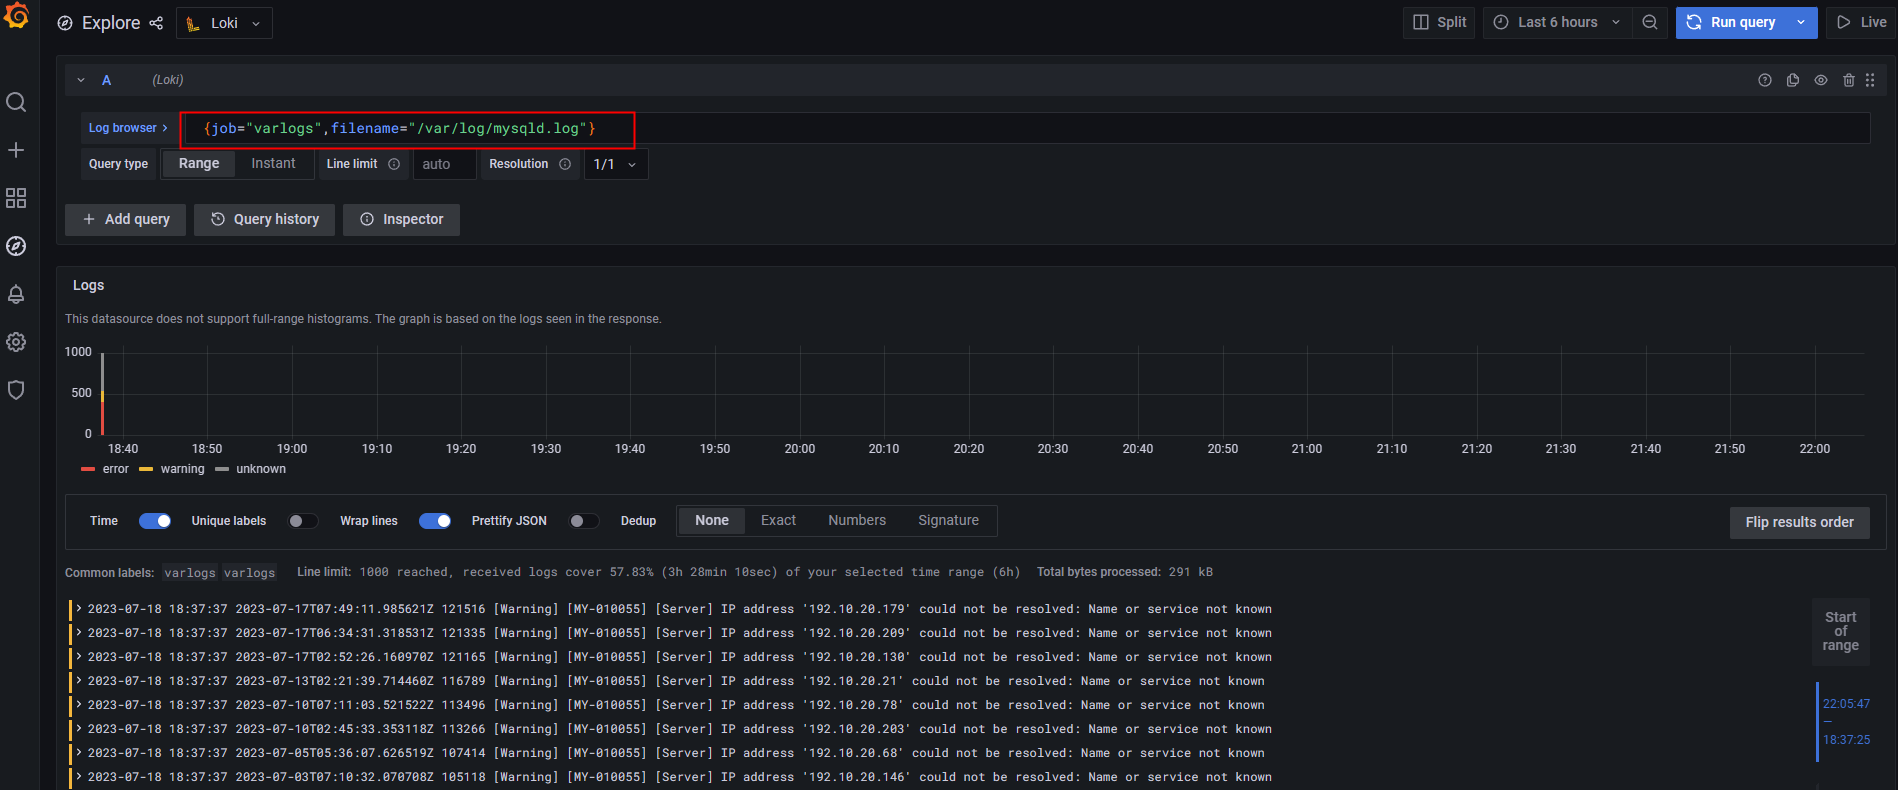 Explore Loki Split Last 6 hours Run query Live
A (Loki)
Log browser {job="varlogs",filename="/var/log/mysqld.log"}
Query type Range Instant Line limit auto Resolution 1/1
Add query Query history Inspector
Logs
This datasource does not support full-range histograms. The graph is based on the logs seen in the response.
1000
500
0
18:40 18:50 19:00 19:10 19:20 19:30 19:40 19:50 20:00 20:10 20:20 20:30 20:40 20:50 21:00 21:10 21:20 21:30 21:40 21:50 22:00
error warning unknown
Time Unique labels Wrap lines Prettify JSON Dedup None Exact Numbers Signature Flip results order
Common labels: varlogs varlogs Line limit: 1000 reached, received logs cover 57.83% (3h 28min 10sec) of your selected time range (6h) Total bytes processed: 291 kB
2023-07-18 18:37:37 2023-07-17T07:49:11.985621Z 121516 [Warning] [MY-010055] [Server] IP address '192.10.20.179' could not be resolved: Name or service not known
2023-07-18 18:37:37 2023-07-17T06:34:31.318531Z 121335 [Warning] [MY-010055] [Server] IP address '192.10.20.209' could not be resolved: Name or service not known
2023-07-18 18:37:37 2023-07-17T02:52:26.160970Z 121165 [Warning] [MY-010055] [Server] IP address '192.10.20.130' could not be resolved: Name or service not known
2023-07-18 18:37:37 2023-07-13T02:21:39.714460Z 116789 [Warning] [MY-010055] [Server] IP address '192.10.20.21' could not be resolved: Name or service not known
2023-07-18 18:37:37 2023-07-10T07:11:03.521522Z 113496 [Warning] [MY-010055] [Server] IP address '192.10.20.78' could not be resolved: Name or service not known
2023-07-18 18:37:37 2023-07-10T02:45:33.353118Z 113266 [Warning] [MY-010055] [Server] IP address '192.10.20.203' could not be resolved: Name or service not known
2023-07-18 18:37:37 2023-07-05T05:36:07.626519Z 107414 [Warning] [MY-010055] [Server] IP address '192.10.20.68' could not be resolved: Name or service not known
2023-07-18 18:37:37 2023-07-03T07:10:32.070708Z 105118 [Warning] [MY-010055] [Server] IP address '192.10.20.146' could not be resolved: Name or service not known
Start
of
range
22:05:47
—
18:37:25